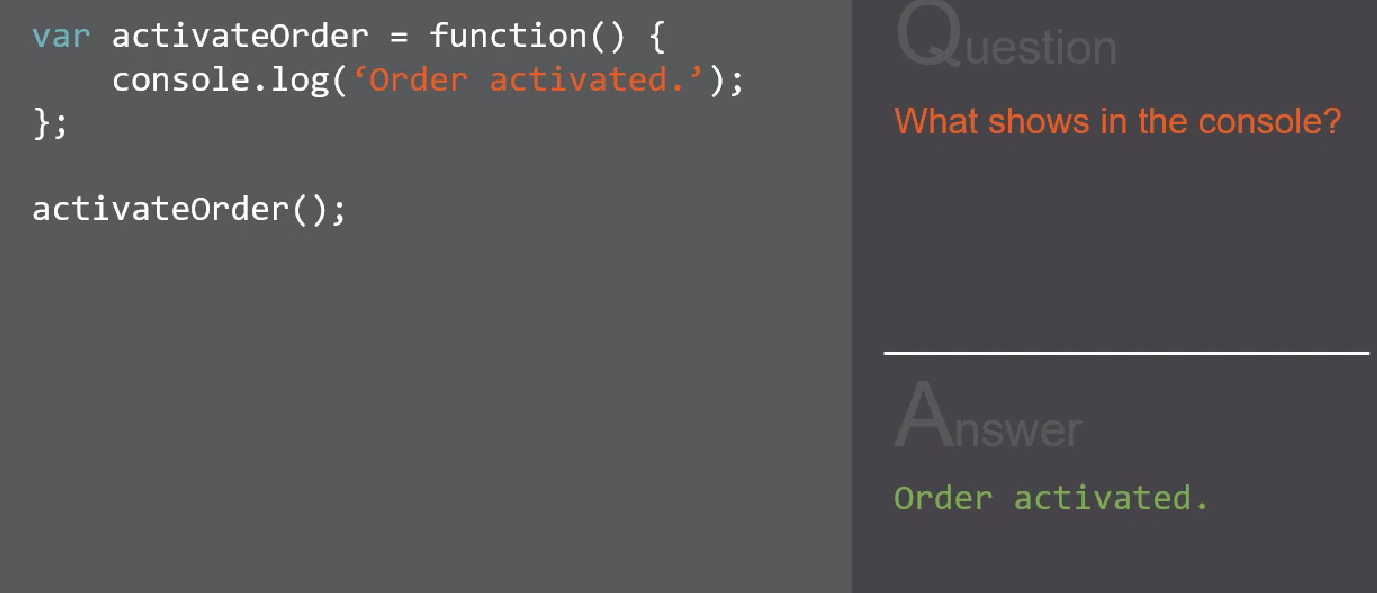 var activateOrder = function() {
    console.log(‘Order activated.’);
};
activateOrder();
Question
What shows in the console?
Answer
Order activated.